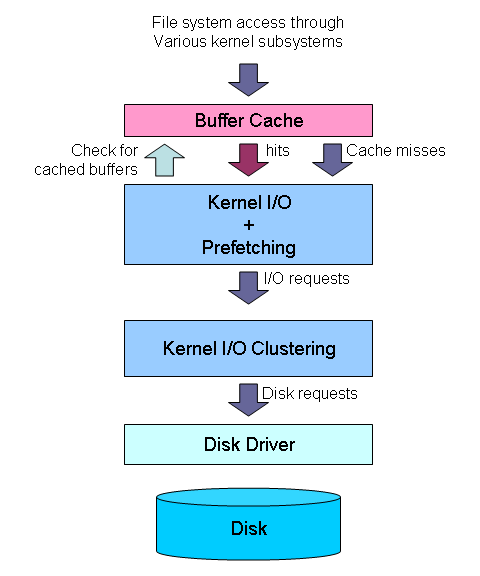 File system access through
Various kernel subsystems
Buffer Cache
Check for
cached buffers
hits
Cache misses
Kernel I/O
+
Prefetching
I/O requests
Kernel I/O Clustering
Disk requests
Disk Driver
Disk